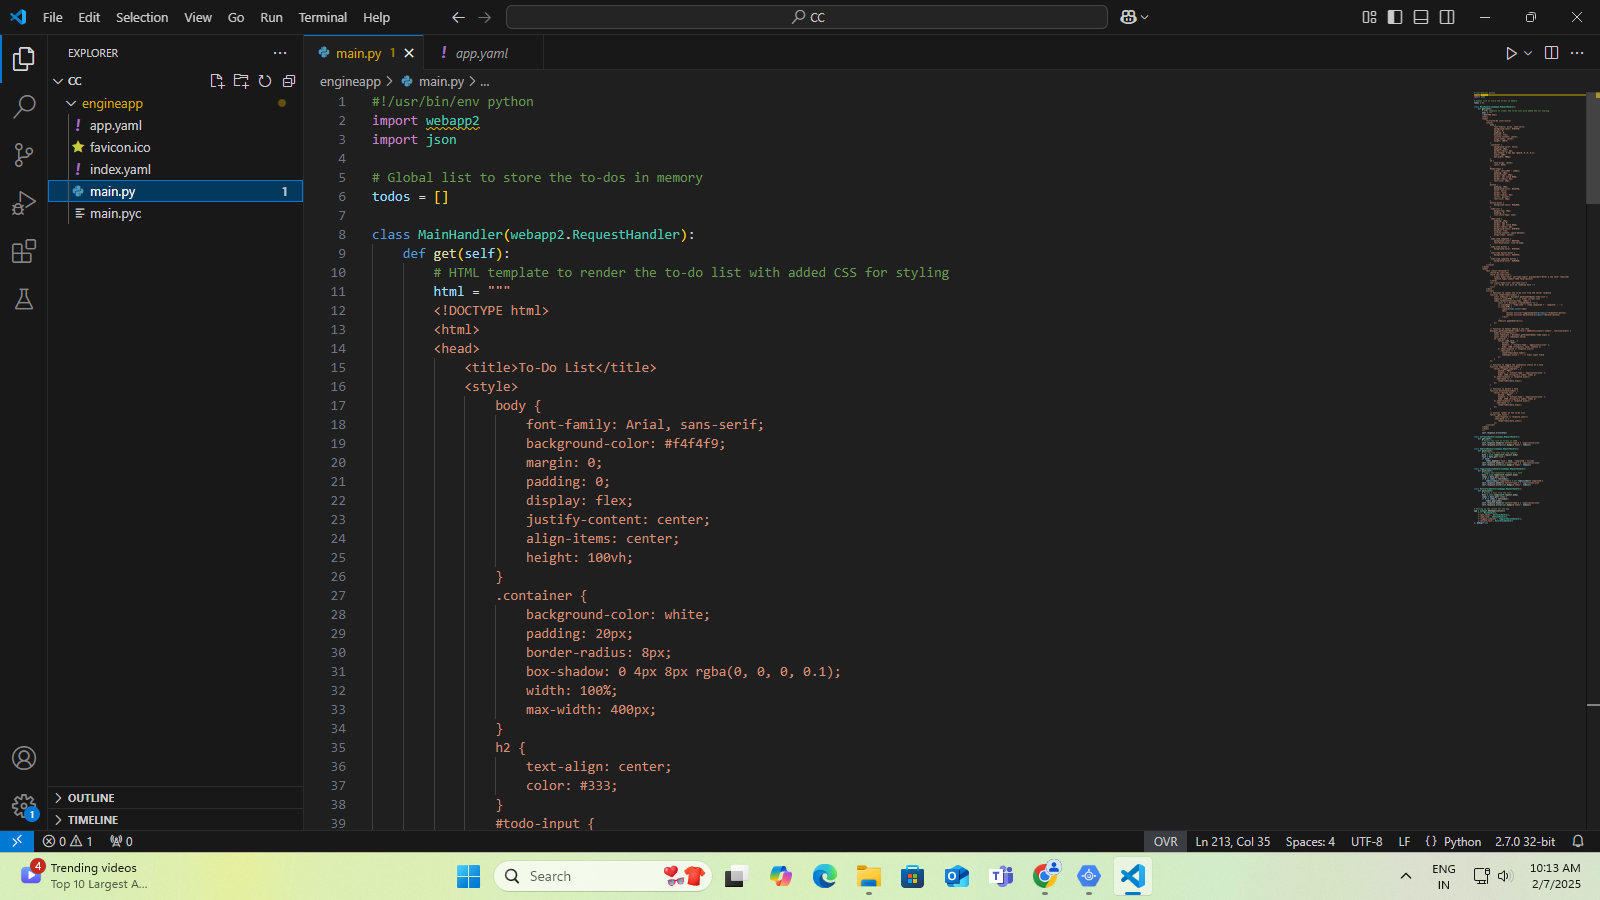 File Edit Selection View Go Run Terminal Help
CC
EXPLORER
CC
engineapp
app.yaml
favicon.ico
index.yaml
main.py 1
main.pyc
OUTLINE
TIMELINE
main.py 1
app.yaml
engineapp > main.py > ...
1 #!/usr/bin/env python
2 import webapp2
3 import json
4
5 # Global list to store the to-dos in memory
6 todos = []
7
8 class MainHandler(webapp2.RequestHandler):
9 def get(self):
10 # HTML template to render the to-do list with added CSS for styling
11 html = """
12 <!DOCTYPE html>
13 <html>
14 <head>
15 <title>To-Do List</title>
16 <style>
17 body {
18 font-family: Arial, sans-serif;
19 background-color: #f4f4f9;
20 margin: 0;
21 padding: 0;
22 display: flex;
23 justify-content: center;
24 align-items: center;
25 height: 100vh;
26 }
27 .container {
28 background-color: white;
29 padding: 20px;
30 border-radius: 8px;
31 box-shadow: 0 4px 8px rgba(0, 0, 0, 0.1);
32 width: 100%;
33 max-width: 400px;
34 }
35 h2 {
36 text-align: center;
37 color: #333;
38 }
39 #todo-input {
1
0 1 0
OVR Ln 213, Col 35 Spaces: 4 UTF-8 LF {} Python 2.7.0 32-bit
4
Trending videos
Top 10 Largest A...
Search
ENG
IN
10:13 AM
2/7/2025